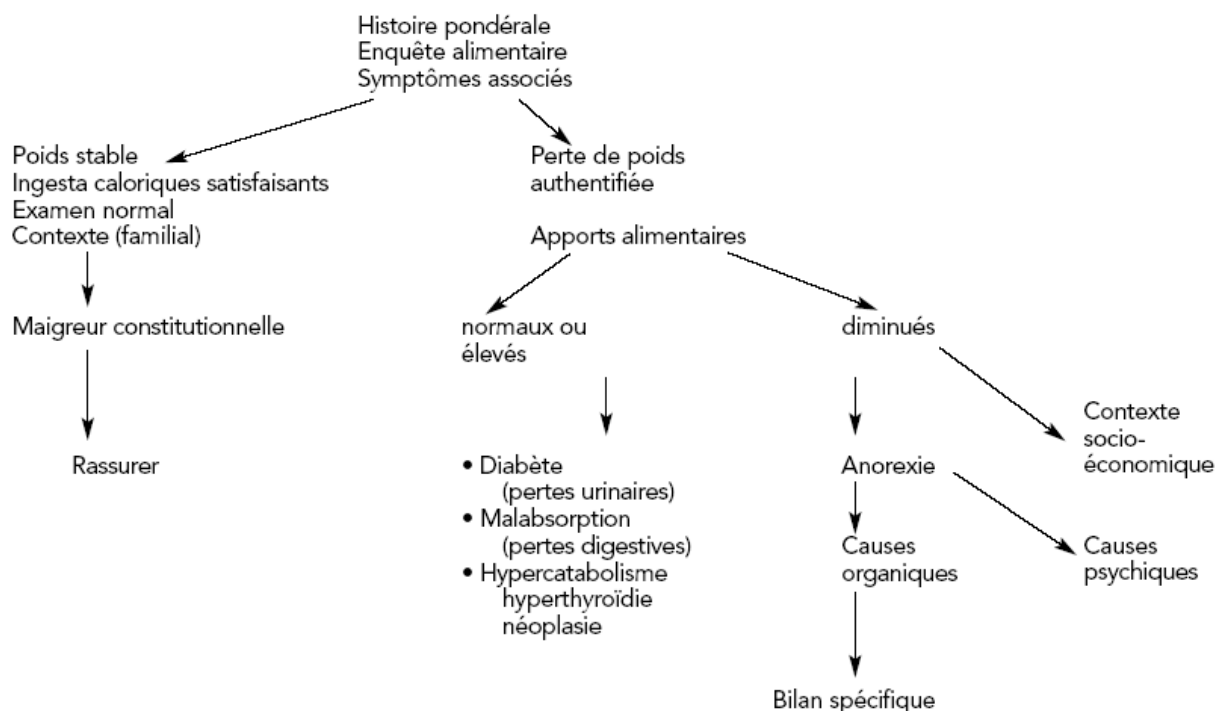 Histoire pondérale
Enquête alimentaire
Symptômes associés
Poids stable
Ingesta caloriques satisfaisants
Examen normal
Contexte (familial)
Perte de poids
authentifiée
Apports alimentaires
Maigreur constitutionnelle
normaux ou
élevés
diminués
Rassurer
• Diabète
(pertes urinaires)
• Malabsorption
(pertes digestives)
• Hypercatabolisme
hyperthyroïdie
néoplasie
Anorexie
Contexte
socio-
économique
Causes
organiques
Causes
psychiques
Bilan spécifique